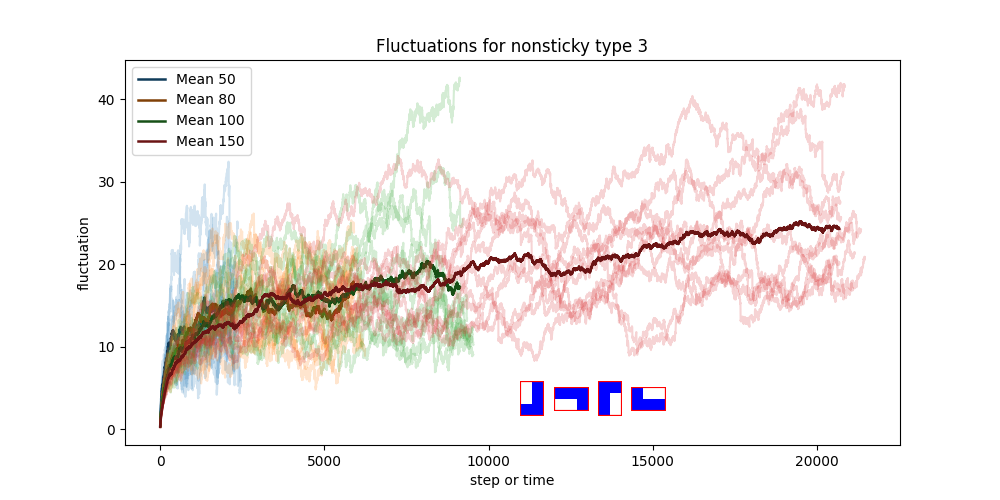 Fluctuations for nonsticky type 3
Mean 50
Mean 80
Mean 100
Mean 150
fluctuation
40
30
20
10
0
0 5000 10000 15000 20000
step or time